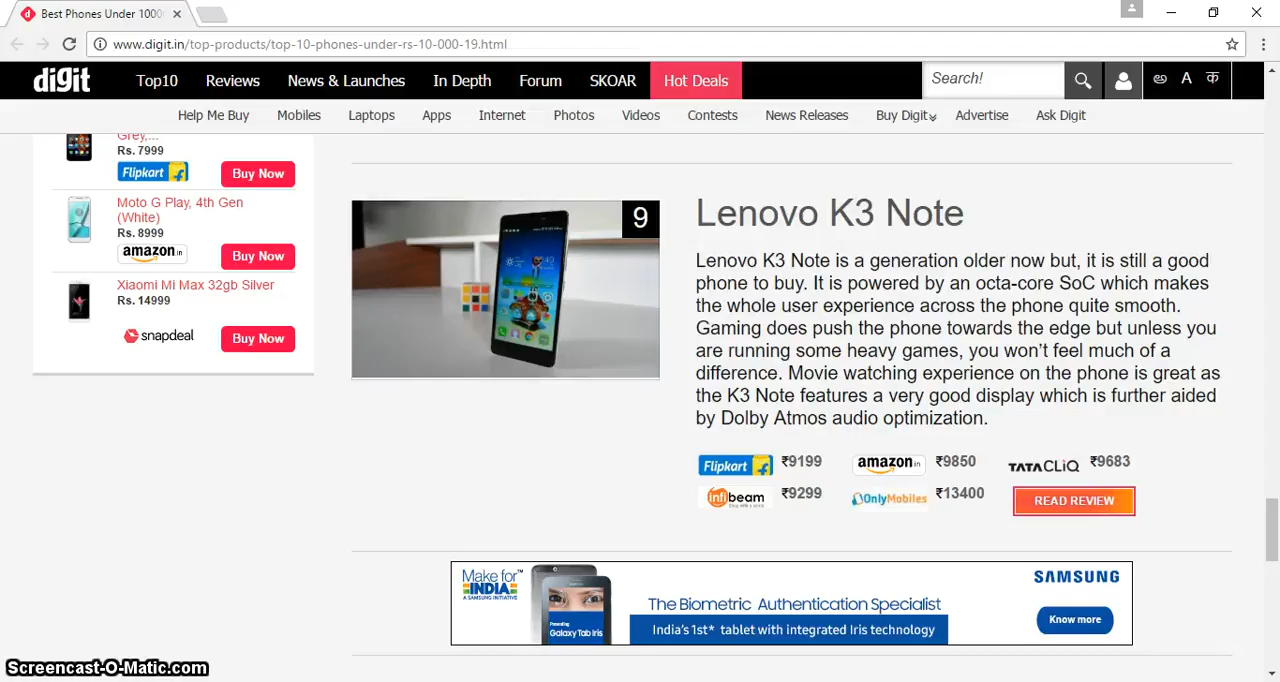 Best Phones Under 1000
www.digit.in/top-products/top-10-phones-under-rs-10-000-19.html
digit Top10 Reviews News & Launches In Depth Forum SKOAR Hot Deals Search! A क
Help Me Buy Mobiles Laptops Apps Internet Photos Videos Contests News Releases Buy Digit Advertise Ask Digit
Grey,...
Rs. 7999
Flipkart Buy Now
Moto G Play, 4th Gen
(White)
Rs. 8999
amazon.in Buy Now
Xiaomi Mi Max 32gb Silver
Rs. 14999
snapdeal Buy Now
9
Lenovo K3 Note
Lenovo K3 Note is a generation older now but, it is still a good
phone to buy. It is powered by an octa-core SoC which makes
the whole user experience across the phone quite smooth.
Gaming does push the phone towards the edge but unless you
are running some heavy games, you won't feel much of a
difference. Movie watching experience on the phone is great as
the K3 Note features a very good display which is further aided
by Dolby Atmos audio optimization.
Flipkart ₹9199 amazon.in ₹9850 TATA CLiQ ₹9683
infibeam ₹9299 OnlyMobiles ₹13400 READ REVIEW
Make for™
INDIA
A SAMSUNG INITIATIVE
Presenting
Galaxy Tab Iris
The Biometric Authentication Specialist
India's 1st* tablet with integrated Iris technology
SAMSUNG
Know more
Screencast-O-Matic.com